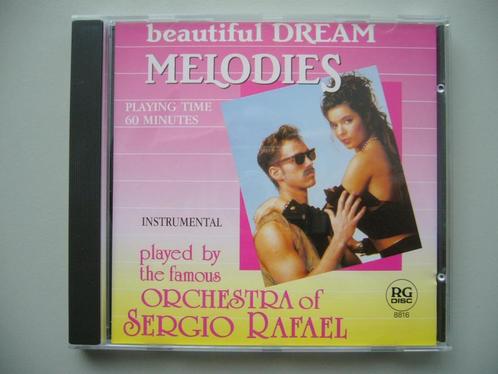 beautiful DREAM
MELODIES
PLAYING TIME
60 MINUTES
INSTRUMENTAL
played by
the famous
ORCHESTRA of
SERGIO RAFAEL
RG
DISC
8816